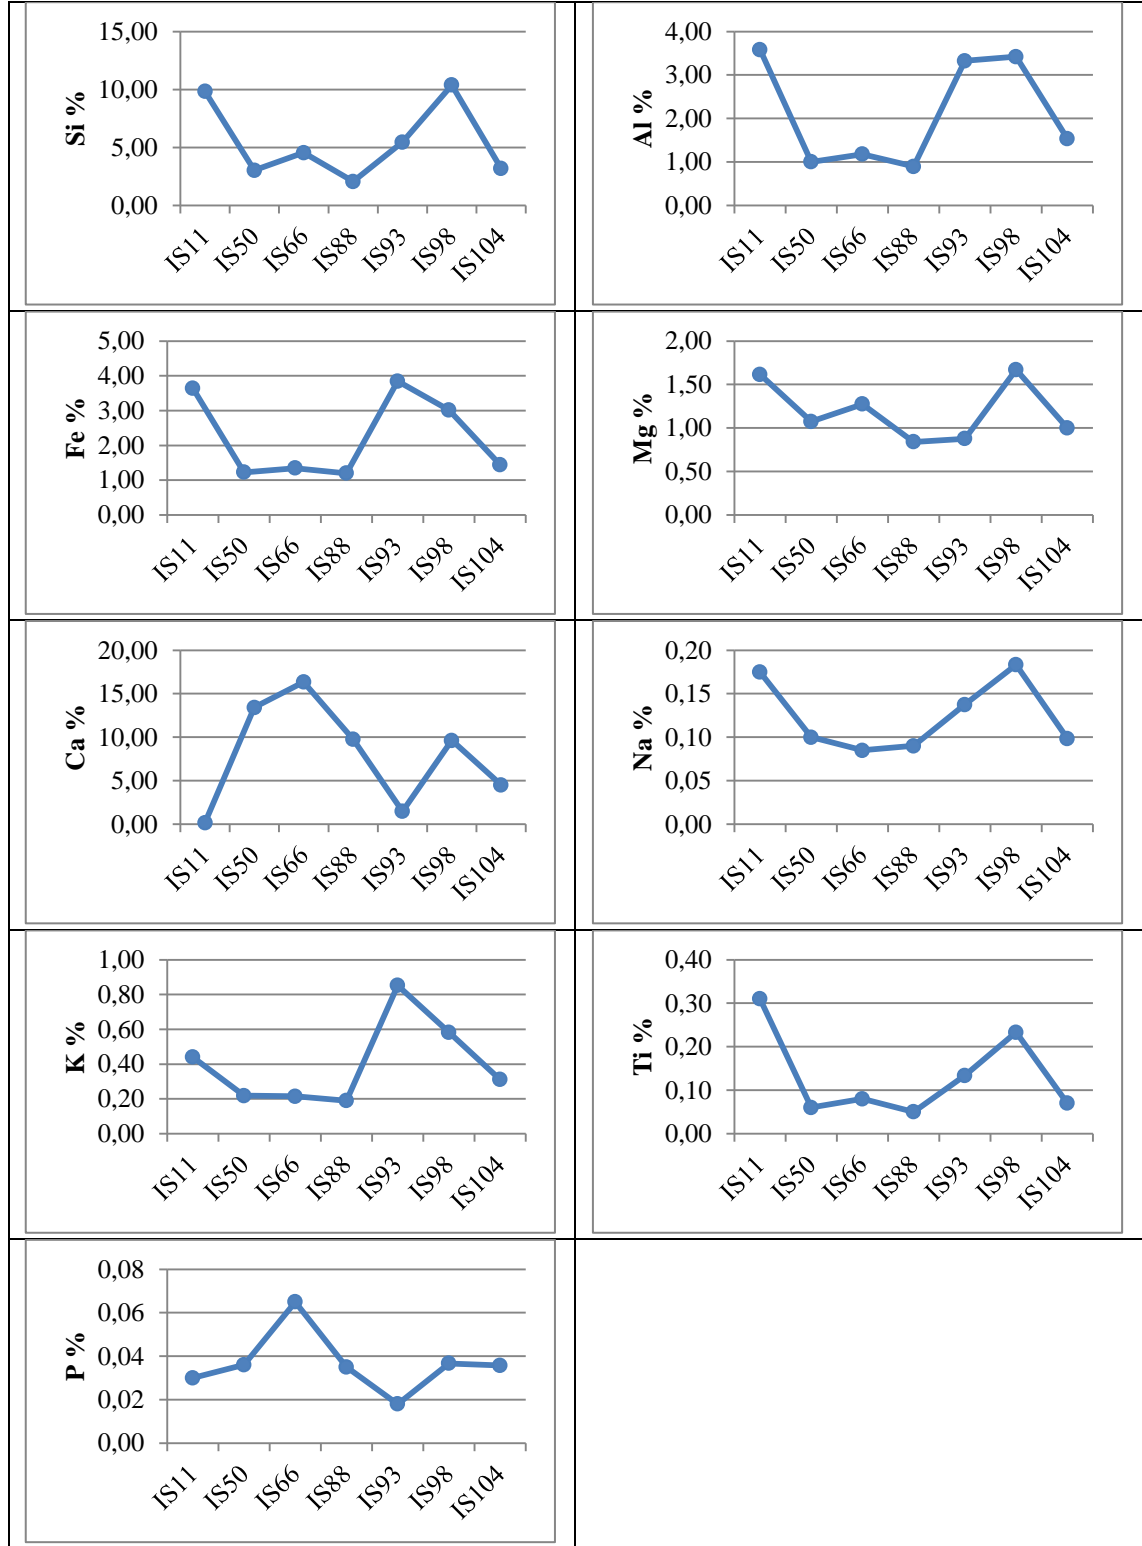 Si %
15,00
10,00
5,00
0,00
IS11 IS50 IS66 IS88 IS93 IS98 IS104
Al %
4,00
3,00
2,00
1,00
0,00
IS11 IS50 IS66 IS88 IS93 IS98 IS104
Fe %
5,00
4,00
3,00
2,00
1,00
0,00
IS11 IS50 IS66 IS88 IS93 IS98 IS104
Mg %
2,00
1,50
1,00
0,50
0,00
IS11 IS50 IS66 IS88 IS93 IS98 IS104
Ca %
20,00
15,00
10,00
5,00
0,00
IS11 IS50 IS66 IS88 IS93 IS98 IS104
Na %
0,20
0,15
0,10
0,05
0,00
IS11 IS50 IS66 IS88 IS93 IS98 IS104
K %
1,00
0,80
0,60
0,40
0,20
0,00
IS11 IS50 IS66 IS88 IS93 IS98 IS104
Ti %
0,40
0,30
0,20
0,10
0,00
IS11 IS50 IS66 IS88 IS93 IS98 IS104
P %
0,08
0,06
0,04
0,02
0,00
IS11 IS50 IS66 IS88 IS93 IS98 IS104